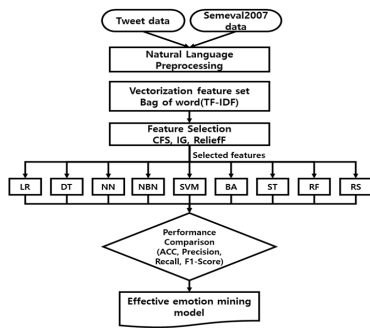 Tweet data
Semeval2007
data
Natural Language
Preprocessing
Vectorization feature set
Bag of word(TF-IDF)
Feature Selection
CFS, IG, ReliefF
Selected features
LR DT NN NBN SVM BA ST RF RS
Performance
Comparison
(ACC, Precision,
Recall, F1-Score)
Effective emotion mining
model